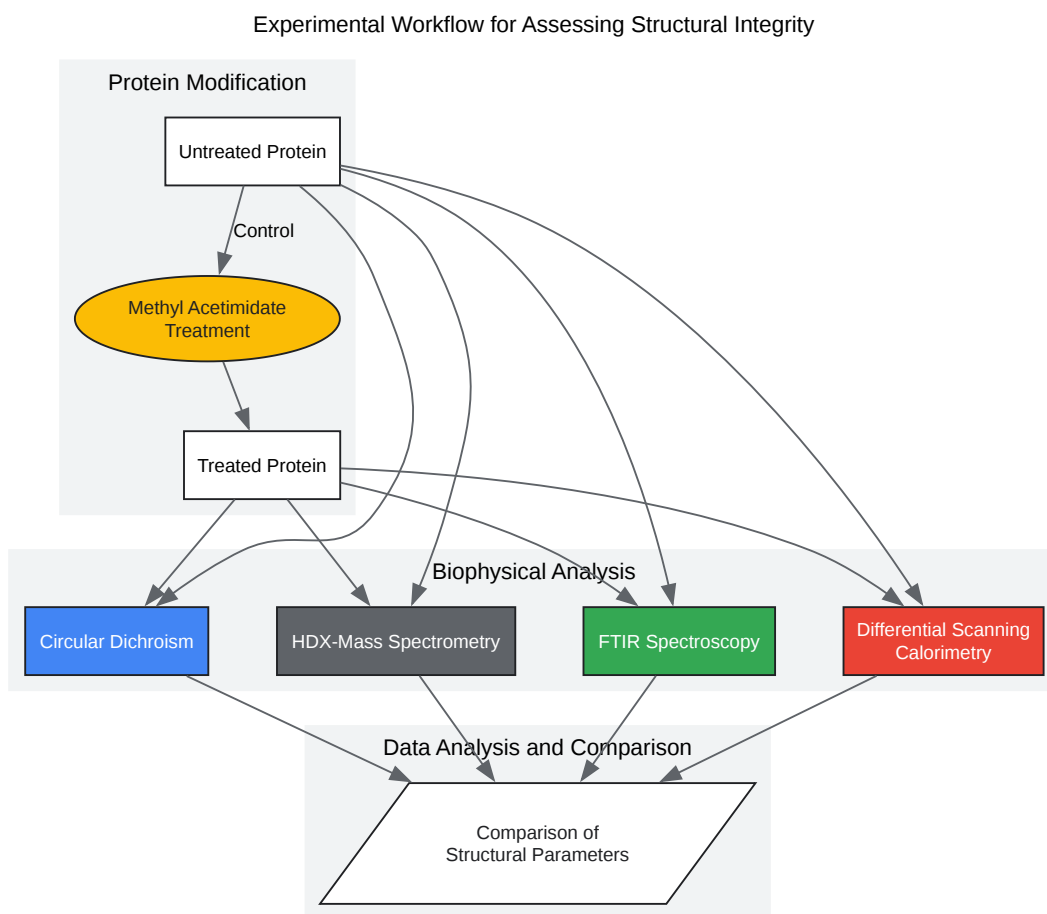 Experimental Workflow for Assessing Structural Integrity
Protein Modification
Untreated Protein
Control
Methyl Acetimidate
Treatment
Treated Protein
Biophysical Analysis
Circular Dichroism
HDX-Mass Spectrometry
FTIR Spectroscopy
Differential Scanning
Calorimetry
Data Analysis and Comparison
Comparison of
Structural Parameters